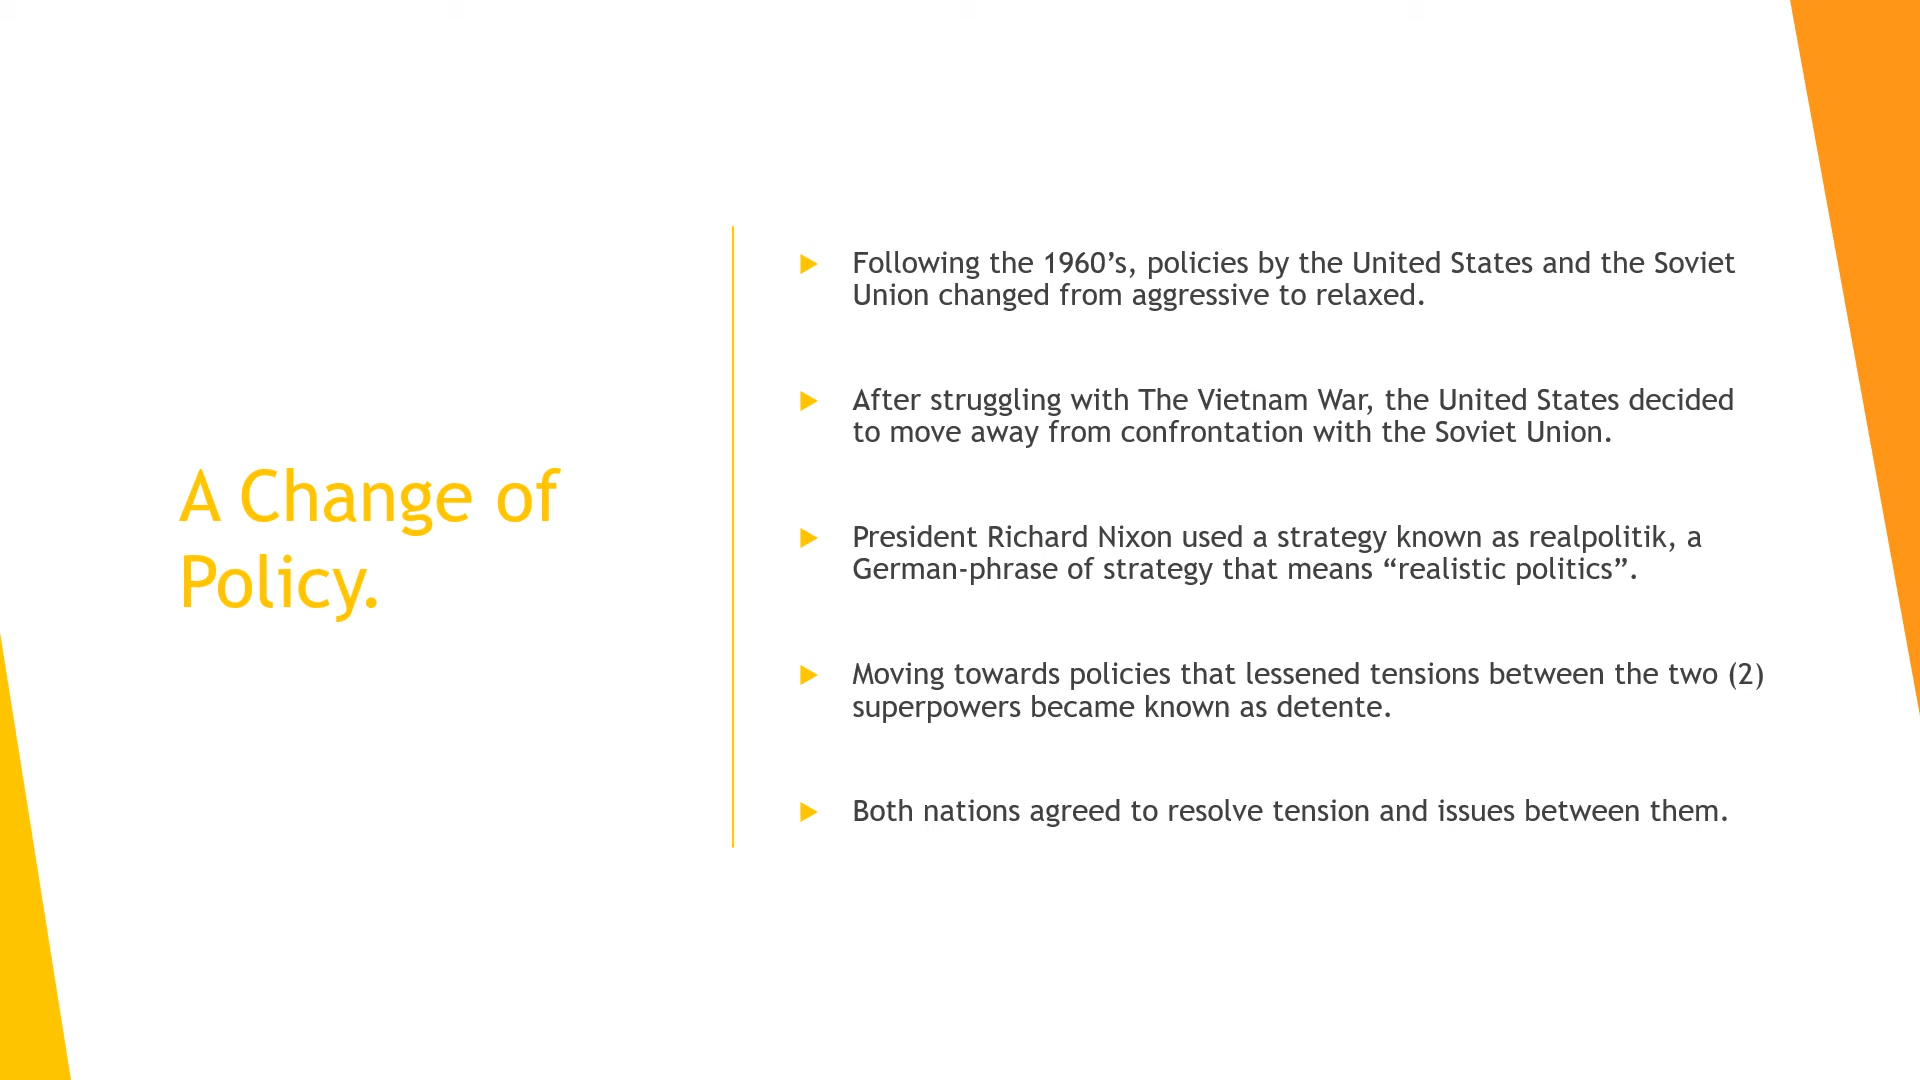 A Change of
Policy.
Following the 1960’s, policies by the United States and the Soviet
Union changed from aggressive to relaxed.
After struggling with The Vietnam War, the United States decided
to move away from confrontation with the Soviet Union.
President Richard Nixon used a strategy known as realpolitik, a
German-phrase of strategy that means “realistic politics”.
Moving towards policies that lessened tensions between the two (2)
superpowers became known as detente.
Both nations agreed to resolve tension and issues between them.